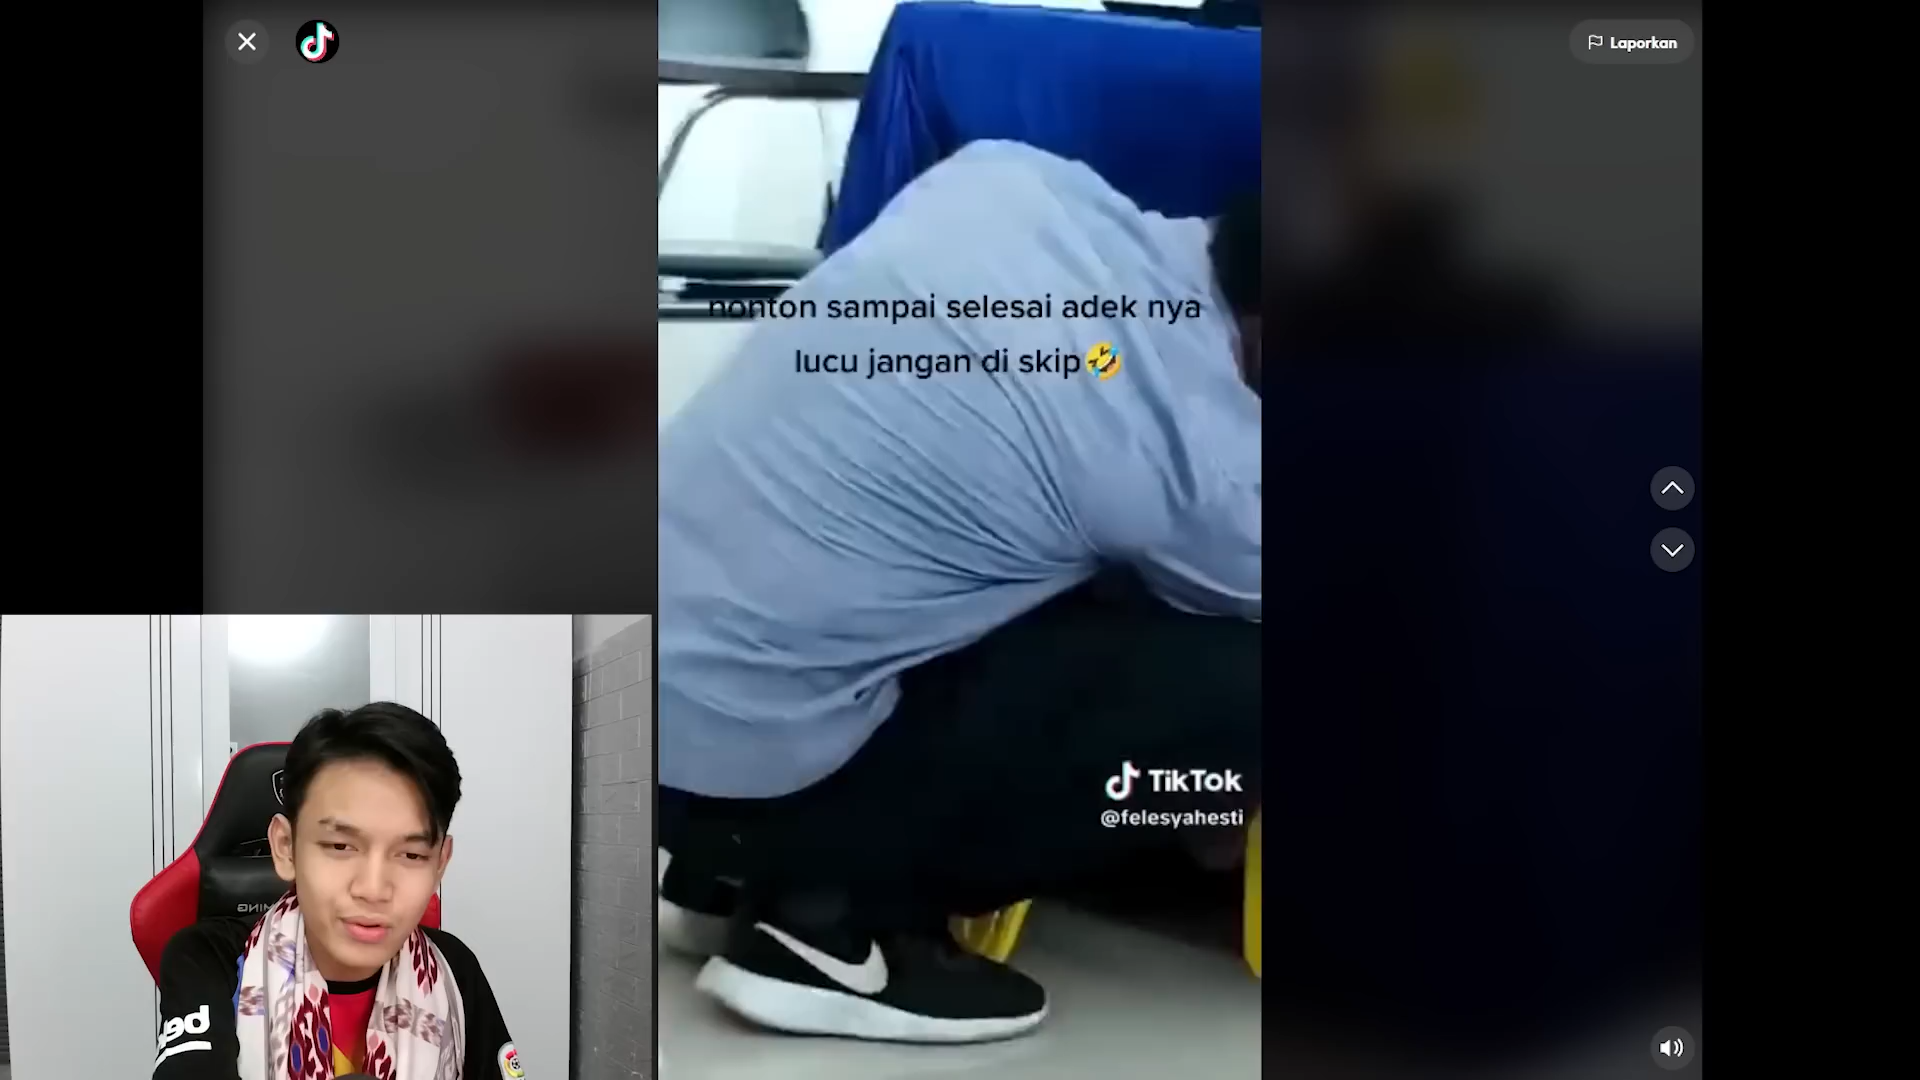 Laporkan
nonton sampai selesai adek nya
lucu jangan di skip🤣
TikTok
@felesyahesti